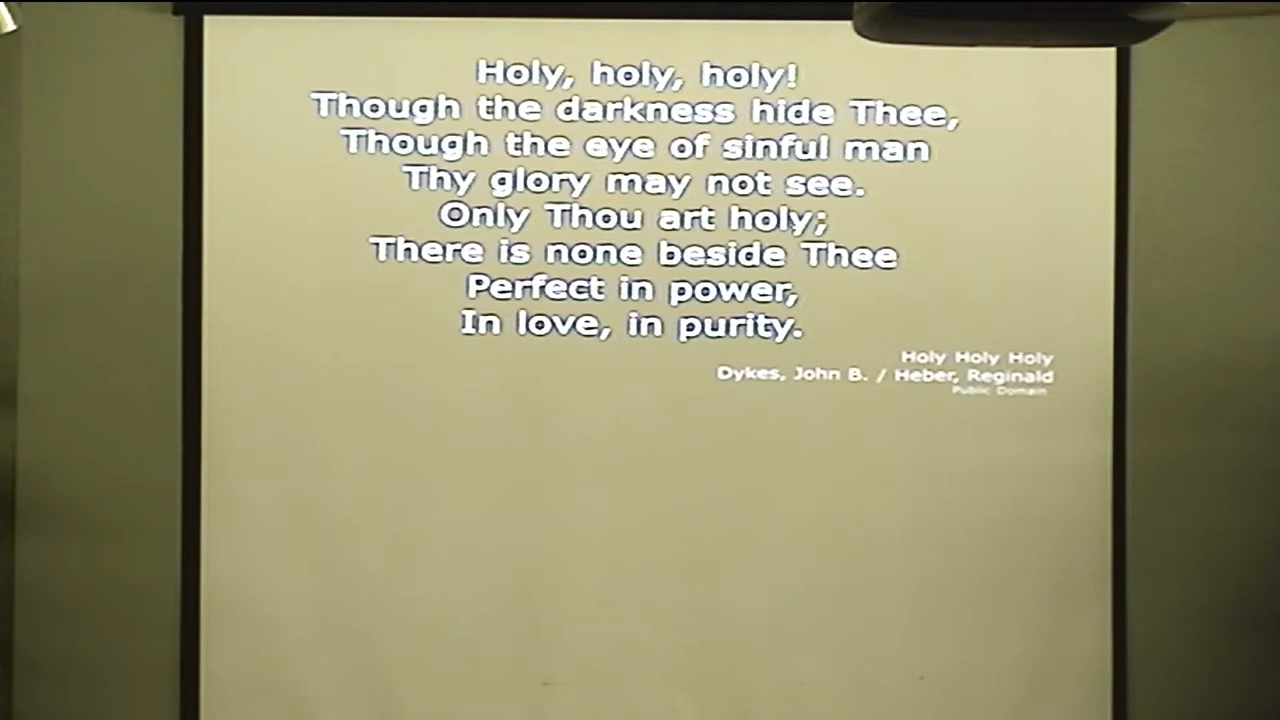 Holy, holy, holy!
Though the darkness hide Thee,
Though the eye of sinful man
Thy glory may not see.
Only Thou art holy;
There is none beside Thee
Perfect in power,
In love, in purity.
Holy Holy Holy
Dykes, John B. / Heber, Reginald
Public Domain